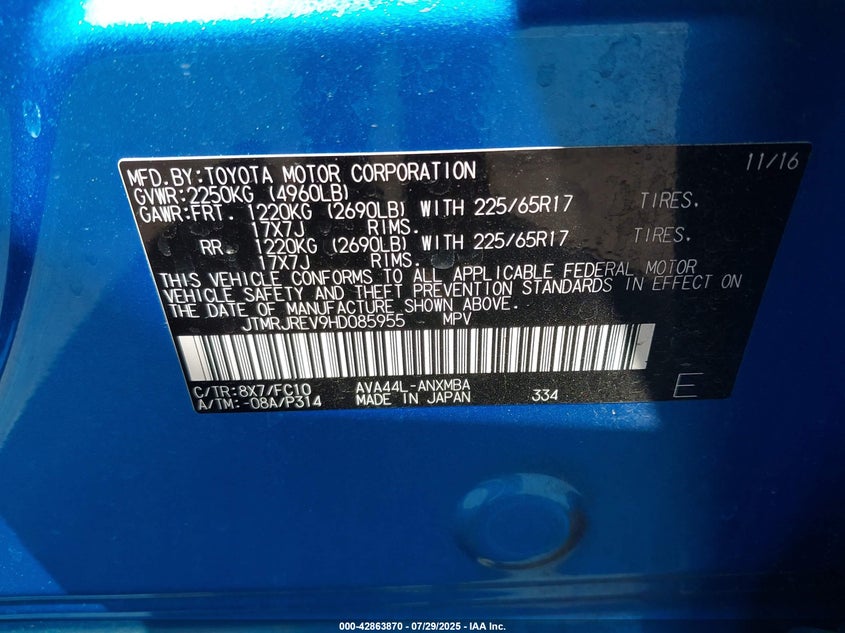 MFD.BY:TOYOTA MOTOR CORPORATION 11/16
GVWR:2250KG (4960LB)
GAWR:FRT. 1220KG (2690LB) WITH 225/65R17 TIRES.
17X7J RIMS.
RR. 1220KG (2690LB) WITH 225/65R17 TIRES.
17X7J RIMS.
THIS VEHICLE CONFORMS TO ALL APPLICABLE FEDERAL MOTOR
VEHICLE SAFETY AND THEFT PREVENTION STANDARDS IN EFFECT ON
THE DATE OF MANUFACTURE SHOWN ABOVE.
JTMRJREV9HD085955 MPV
C/TR:8X7/FC10 AVA44L-ANXMBA
A/TM:-08A/P314 MADE IN JAPAN 334 E
000-42863870 | 07/29/2025 - IAA Inc.